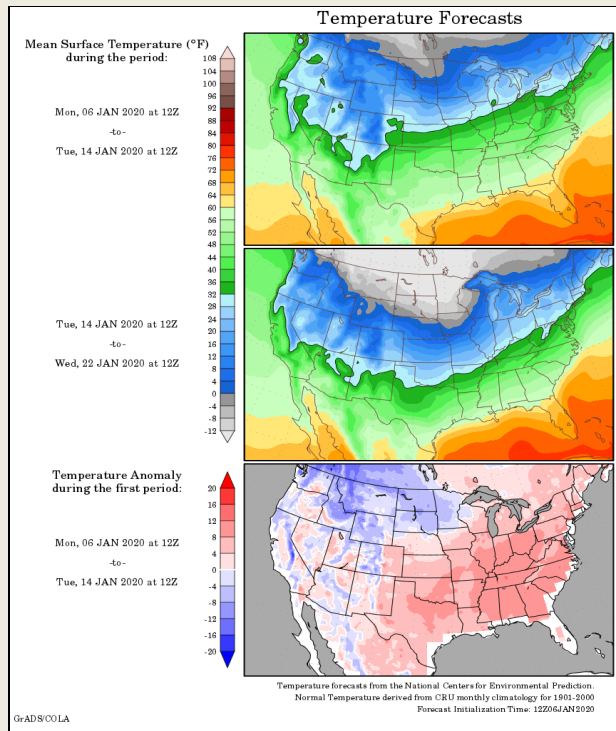 Temperature Forecasts
Mean Surface Temperature (°F)
during the period:
Mon, 06 JAN 2020 at 12Z
-to-
Tue, 14 JAN 2020 at 12Z
108
104
100
96
92
88
84
80
76
72
68
64
60
56
52
48
44
40
36
32
28
24
20
16
12
8
4
0
-4
-8
-12
Tue, 14 JAN 2020 at 12Z
-to-
Wed, 22 JAN 2020 at 12Z
Temperature Anomaly
during the first period:
Mon, 06 JAN 2020 at 12Z
-to-
Tue, 14 JAN 2020 at 12Z
20
16
12
8
4
0
-4
-8
-12
-16
-20
Temperature forecasts from the National Centers for Environmental Prediction.
Normal Temperature derived from CRU monthly climatology for 1901-2000
Forecast Initialization Time: 12Z06JAN2020
GrADS/COLA